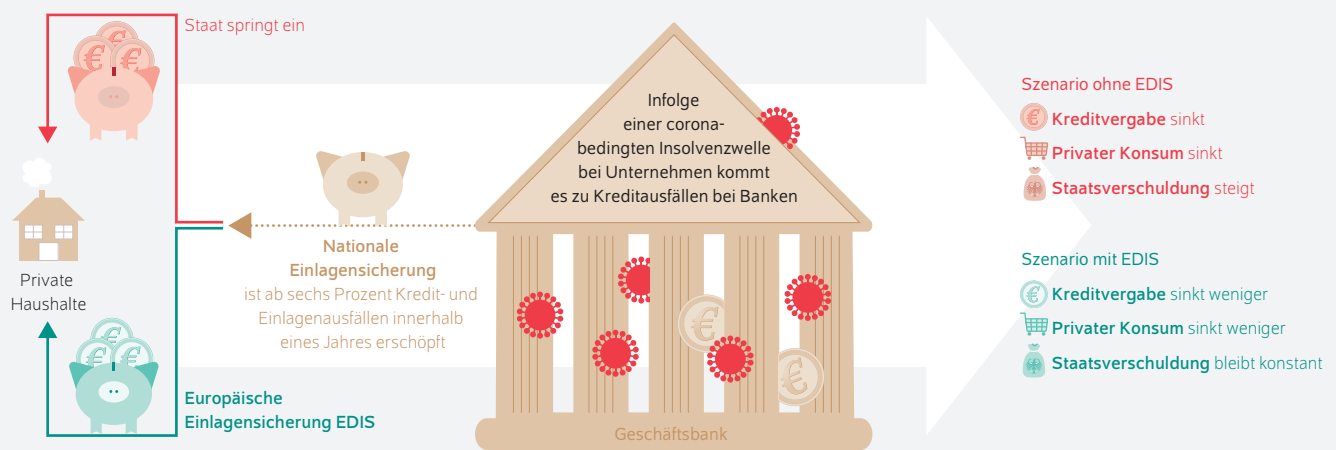 Staat springt ein
Private
Haushalte
Europäische
Einlagensicherung EDIS
Nationale
Einlagensicherung
ist ab sechs Prozent Kredit- und
Einlagenausfällen innerhalb
eines Jahres erschöpft
Infolge
einer corona-
bedingten Insolvenzwelle
bei Unternehmen kommt
es zu Kreditausfällen bei Banken
Geschäftsbank
Szenario ohne EDIS
Kreditvergabe sinkt
Privater Konsum sinkt
Staatsverschuldung steigt
Szenario mit EDIS
Kreditvergabe sinkt weniger
Privater Konsum sinkt weniger
Staatsverschuldung bleibt konstant